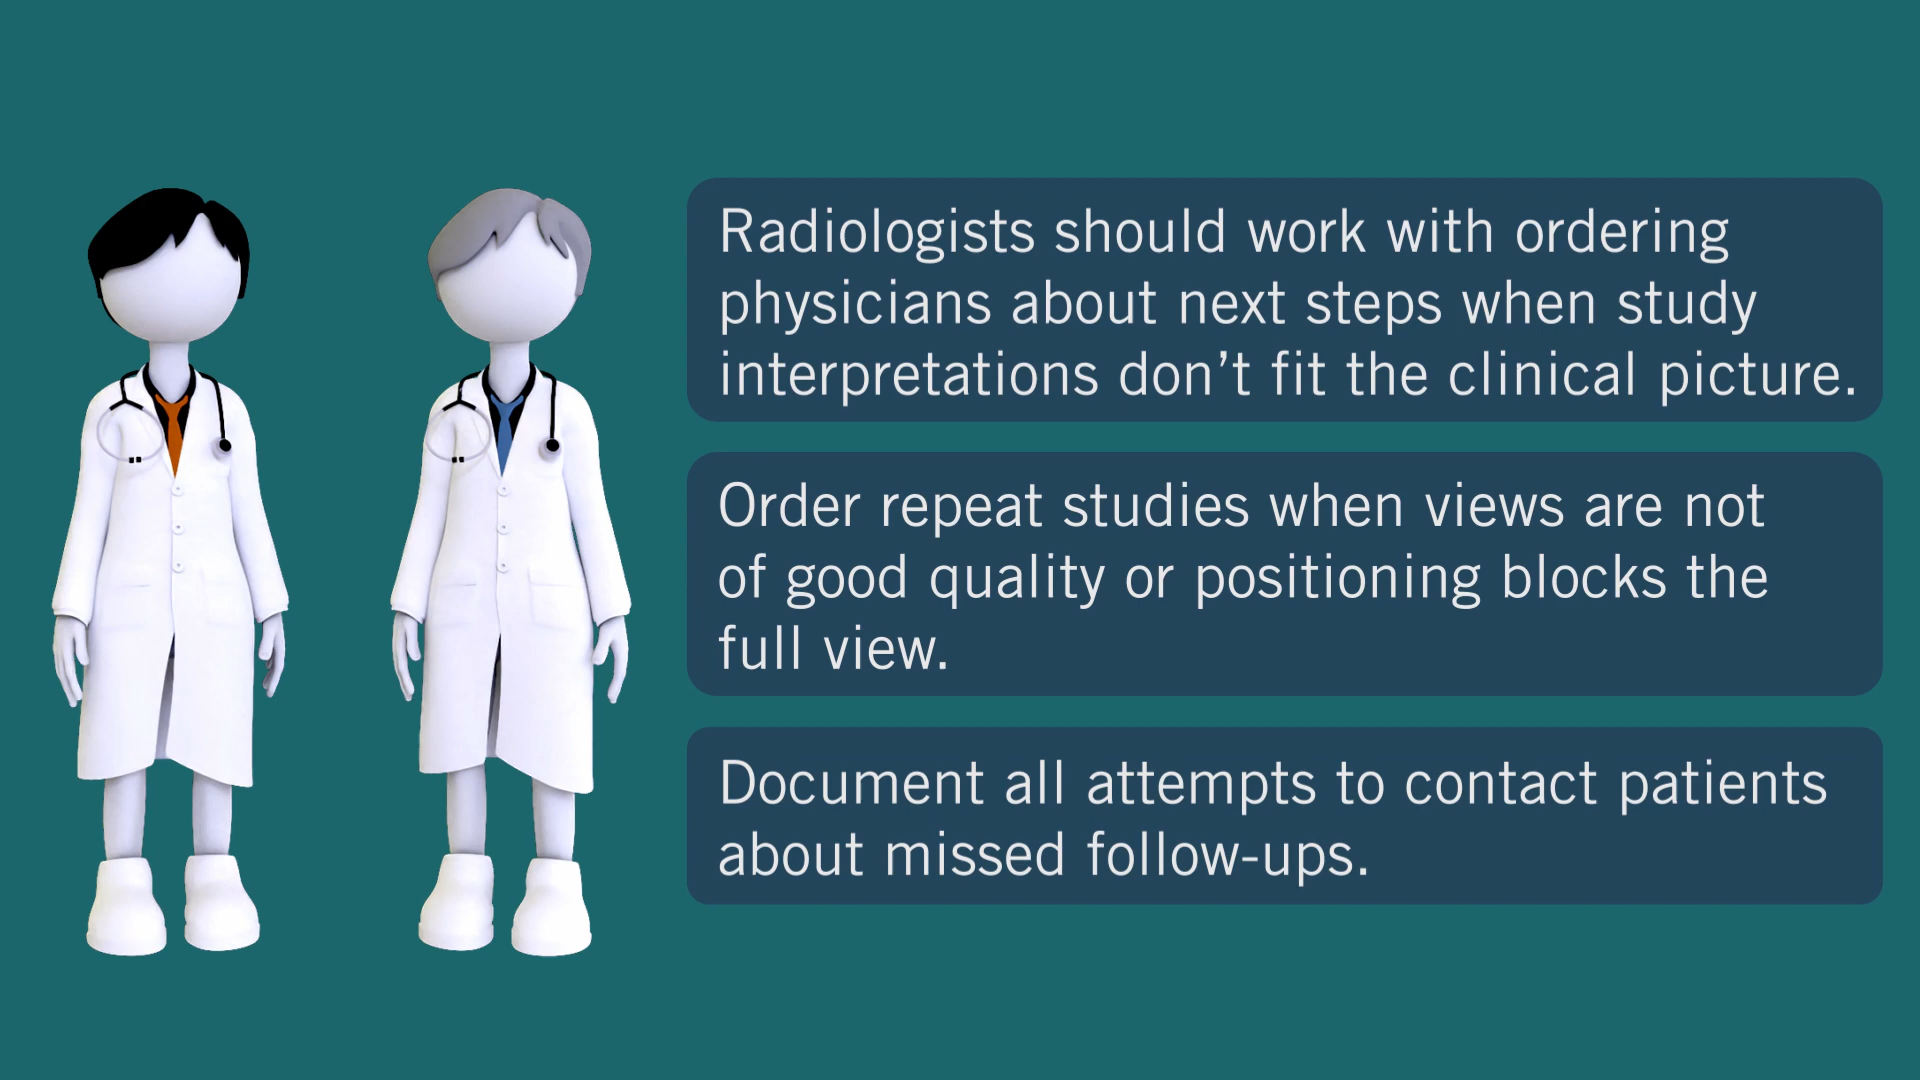 Radiologists should work with ordering
physicians about next steps when study
interpretations don’t fit the clinical picture.
Order repeat studies when views are not
of good quality or positioning blocks the
full view.
Document all attempts to contact patients
about missed follow-ups.